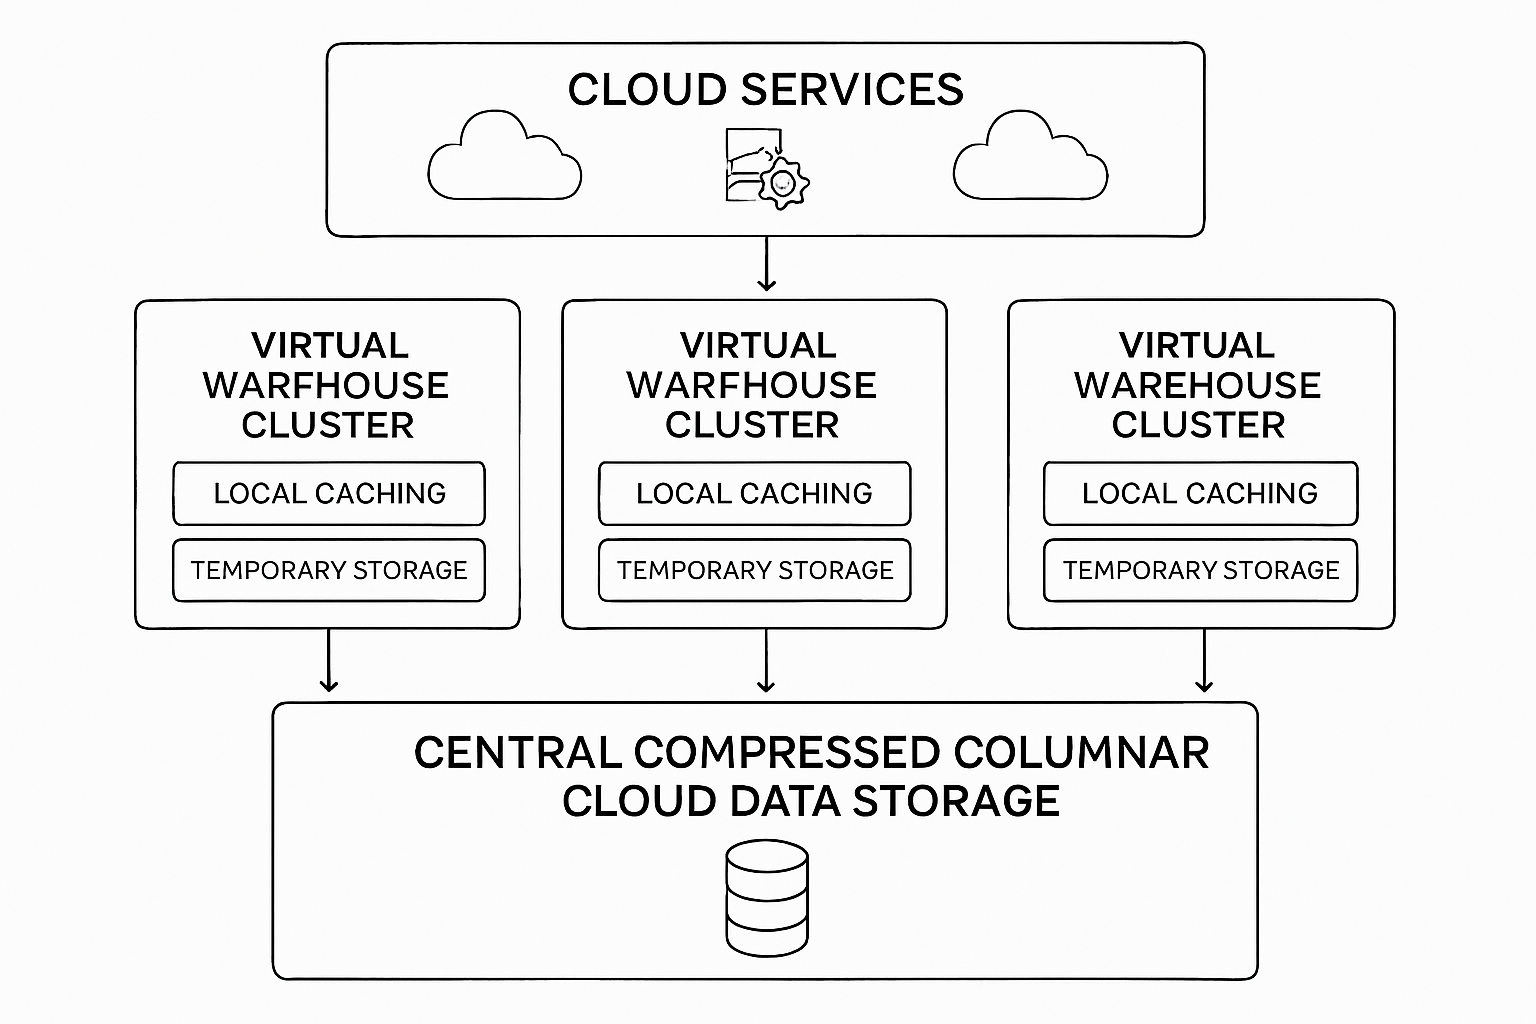 CLOUD SERVICES
VIRTUAL
WARFHOUSE
CLUSTER
LOCAL CACHING
TEMPORARY STORAGE
VIRTUAL
WARFHOUSE
CLUSTER
LOCAL CACHING
TEMPORARY STORAGE
VIRTUAL
WAREHOUSE
CLUSTER
LOCAL CACHING
TEMPORARY STORAGE
CENTRAL COMPRESSED COLUMNAR
CLOUD DATA STORAGE